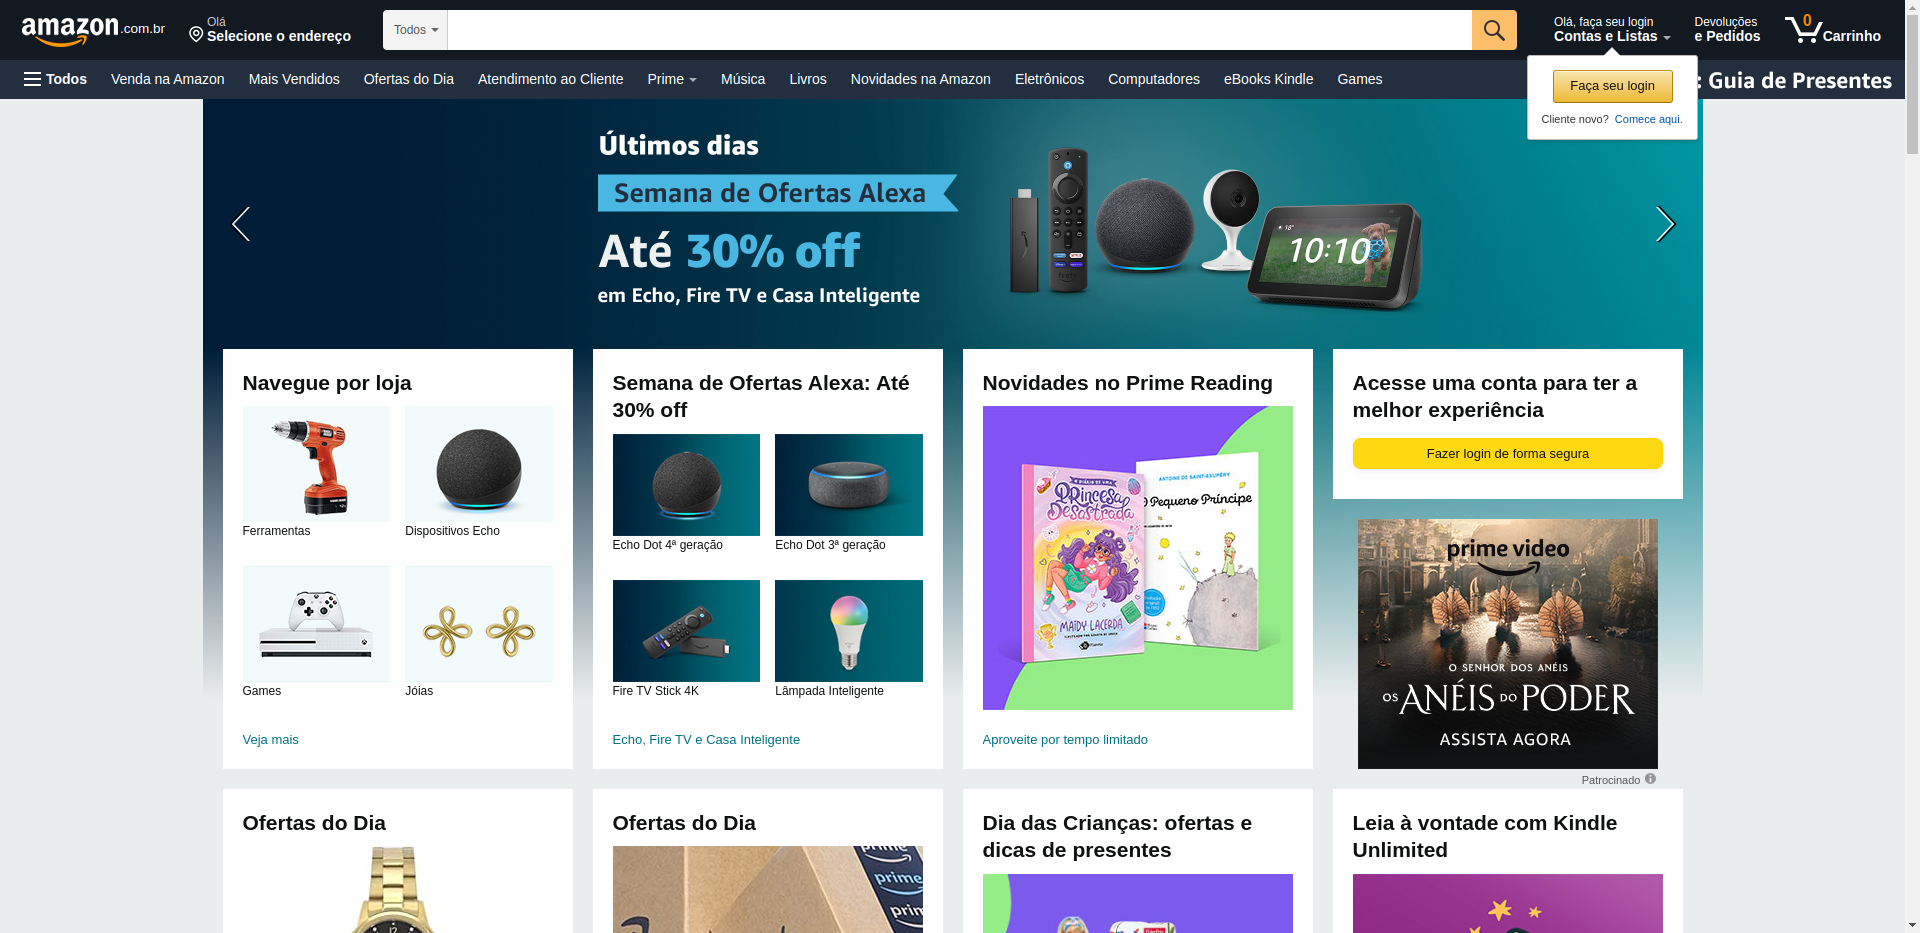 amazon.com.br
Olá
Selecione o endereço
Todos
Olá, faça seu login
Contas e Listas
Devoluções
e Pedidos
0
Carrinho
Todos
Venda na Amazon
Mais Vendidos
Ofertas do Dia
Atendimento ao Cliente
Prime
Música
Livros
Novidades na Amazon
Eletrônicos
Computadores
eBooks Kindle
Games
: Guia de Presentes
Faça seu login
Cliente novo? Comece aqui.
Últimos dias
Semana de Ofertas Alexa
Até 30% off
em Echo, Fire TV e Casa Inteligente
18°
10:10
Navegue por loja
Ferramentas
Dispositivos Echo
Games
Jóias
Veja mais
Semana de Ofertas Alexa: Até
30% off
Echo Dot 4ª geração
Echo Dot 3ª geração
Fire TV Stick 4K
Lâmpada Inteligente
Echo, Fire TV e Casa Inteligente
Novidades no Prime Reading
O DIÁRIO DE UMA
PRINCESA
DESASTRADA
MAIDY LACERDA
ANTOINE DE SAINT-EXUPÉRY
O Pequeno Príncipe
Aproveite por tempo limitado
Acesse uma conta para ter a
melhor experiência
Fazer login de forma segura
prime video
O SENHOR DOS ANÉIS
OS ANÉIS DO PODER
ASSISTA AGORA
Patrocinado
Ofertas do Dia
Ofertas do Dia
prime
prime
prim
Dia das Crianças: ofertas e
dicas de presentes
Leia à vontade com Kindle
Unlimited